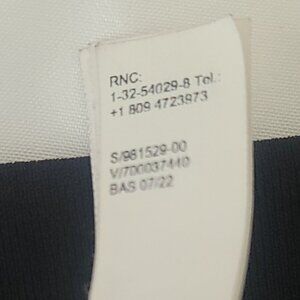 RNC:
1-32-54029-8 Tel.:
+1 809 4723973
S/981529-00
V/700037440
BAS 07/22